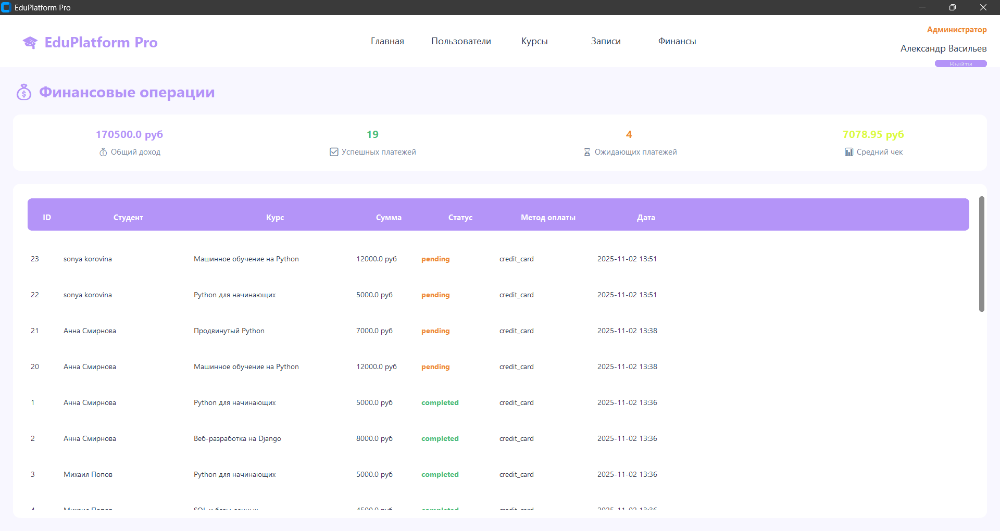 EduPlatform Pro
EduPlatform Pro
Главная Пользователи Курсы Записи Финансы
Администратор
Александр Васильев
Выйти
Финансовые операции
170500.0 руб 19 4 7078.95 руб
Общий доход Успешных платежей Ожидающих платежей Средний чек
ID Студент Курс Сумма Статус Метод оплаты Дата
23 sonya korovina Машинное обучение на Python 12000.0 руб pending credit_card 2025-11-02 13:51
22 sonya korovina Python для начинающих 5000.0 руб pending credit_card 2025-11-02 13:51
21 Анна Смирнова Продвинутый Python 7000.0 руб pending credit_card 2025-11-02 13:38
20 Анна Смирнова Машинное обучение на Python 12000.0 руб pending credit_card 2025-11-02 13:38
1 Анна Смирнова Python для начинающих 5000.0 руб completed credit_card 2025-11-02 13:36
2 Анна Смирнова Веб-разработка на Django 8000.0 руб completed credit_card 2025-11-02 13:36
3 Михаил Попов Python для начинающих 5000.0 руб completed credit_card 2025-11-02 13:36
4 Михаил Попов SQL и базы данных 4500.0 руб completed credit_card 2025-11-02 13:36